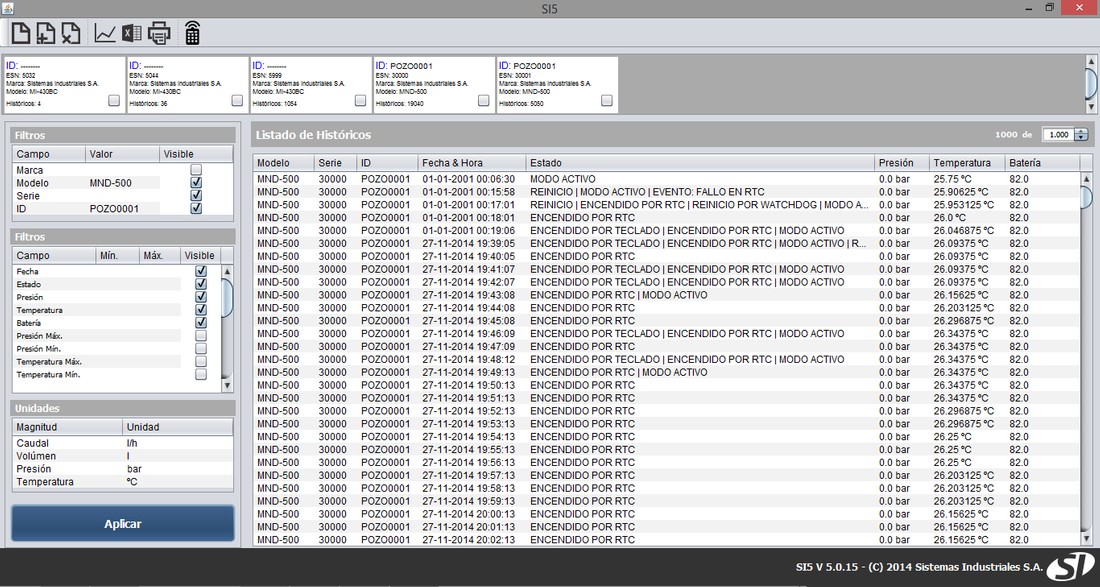 SI5
ID: --------
ESN: 5032
Marca: Sistemas Industriales S.A.
Modelo: MI-430BC
Históricos: 4
ID: --------
ESN: 5044
Marca: Sistemas Industriales S.A.
Modelo: MI-430BC
Históricos: 36
ID: --------
ESN: 5999
Marca: Sistemas Industriales S.A.
Modelo: MI-430BC
Históricos: 1054
ID: POZO0001
ESN: 30000
Marca: Sistemas Industriales S.A.
Modelo: MND-500
Históricos: 19040
ID: POZO0001
ESN: 30001
Marca: Sistemas Industriales S.A.
Modelo: MND-500
Históricos: 5050
Filtros
Campo Valor Visible
Marca
Modelo MND-500
Serie
ID POZO0001
Filtros
Campo Mín. Máx. Visible
Fecha
Estado
Presión
Temperatura
Batería
Presión Máx.
Presión Mín.
Temperatura Máx.
Temperatura Mín.
Unidades
Magnitud Unidad
Caudal l/h
Volúmen l
Presión bar
Temperatura ºC
Aplicar
Listado de Históricos 1000 de 1.000
Modelo Serie ID Fecha & Hora Estado Presión Temperatura Batería
MND-500 30000 POZO0001 01-01-2001 00:06:30 MODO ACTIVO 0.0 bar 25.75 ºC 82.0
MND-500 30000 POZO0001 01-01-2001 00:15:58 REINICIO | MODO ACTIVO | EVENTO: FALLO EN RTC 0.0 bar 25.90625 ºC 82.0
MND-500 30000 POZO0001 01-01-2001 00:17:01 REINICIO | ENCENDIDO POR RTC | REINICIO POR WATCHDOG | MODO A... 0.0 bar 25.953125 ºC 82.0
MND-500 30000 POZO0001 01-01-2001 00:18:01 ENCENDIDO POR RTC 0.0 bar 26.0 ºC 82.0
MND-500 30000 POZO0001 01-01-2001 00:19:06 ENCENDIDO POR TECLADO | ENCENDIDO POR RTC | MODO ACTIVO 0.0 bar 26.046875 ºC 82.0
MND-500 30000 POZO0001 27-11-2014 19:39:05 ENCENDIDO POR TECLADO | ENCENDIDO POR RTC | MODO ACTIVO | R... 0.0 bar 26.09375 ºC 82.0
MND-500 30000 POZO0001 27-11-2014 19:40:05 ENCENDIDO POR RTC 0.0 bar 26.09375 ºC 82.0
MND-500 30000 POZO0001 27-11-2014 19:41:07 ENCENDIDO POR TECLADO | ENCENDIDO POR RTC | MODO ACTIVO 0.0 bar 26.09375 ºC 82.0
MND-500 30000 POZO0001 27-11-2014 19:42:07 ENCENDIDO POR TECLADO | ENCENDIDO POR RTC | MODO ACTIVO 0.0 bar 26.09375 ºC 82.0
MND-500 30000 POZO0001 27-11-2014 19:43:08 ENCENDIDO POR RTC | MODO ACTIVO 0.0 bar 26.15625 ºC 82.0
MND-500 30000 POZO0001 27-11-2014 19:44:08 ENCENDIDO POR RTC 0.0 bar 26.203125 ºC 82.0
MND-500 30000 POZO0001 27-11-2014 19:45:08 ENCENDIDO POR RTC 0.0 bar 26.296875 ºC 82.0
MND-500 30000 POZO0001 27-11-2014 19:46:09 ENCENDIDO POR TECLADO | ENCENDIDO POR RTC | MODO ACTIVO 0.0 bar 26.34375 ºC 82.0
MND-500 30000 POZO0001 27-11-2014 19:47:09 ENCENDIDO POR RTC 0.0 bar 26.34375 ºC 82.0
MND-500 30000 POZO0001 27-11-2014 19:48:12 ENCENDIDO POR TECLADO | ENCENDIDO POR RTC | MODO ACTIVO 0.0 bar 26.34375 ºC 82.0
MND-500 30000 POZO0001 27-11-2014 19:49:13 ENCENDIDO POR RTC | MODO ACTIVO 0.0 bar 26.34375 ºC 82.0
MND-500 30000 POZO0001 27-11-2014 19:50:13 ENCENDIDO POR RTC 0.0 bar 26.34375 ºC 82.0
MND-500 30000 POZO0001 27-11-2014 19:51:13 ENCENDIDO POR RTC 0.0 bar 26.34375 ºC 82.0
MND-500 30000 POZO0001 27-11-2014 19:52:13 ENCENDIDO POR RTC 0.0 bar 26.296875 ºC 82.0
MND-500 30000 POZO0001 27-11-2014 19:53:13 ENCENDIDO POR RTC 0.0 bar 26.296875 ºC 82.0
MND-500 30000 POZO0001 27-11-2014 19:54:13 ENCENDIDO POR RTC 0.0 bar 26.25 ºC 82.0
MND-500 30000 POZO0001 27-11-2014 19:55:13 ENCENDIDO POR RTC 0.0 bar 26.25 ºC 82.0
MND-500 30000 POZO0001 27-11-2014 19:56:13 ENCENDIDO POR RTC 0.0 bar 26.25 ºC 82.0
MND-500 30000 POZO0001 27-11-2014 19:57:13 ENCENDIDO POR RTC 0.0 bar 26.203125 ºC 82.0
MND-500 30000 POZO0001 27-11-2014 19:58:13 ENCENDIDO POR RTC 0.0 bar 26.203125 ºC 82.0
MND-500 30000 POZO0001 27-11-2014 19:59:13 ENCENDIDO POR RTC 0.0 bar 26.203125 ºC 82.0
MND-500 30000 POZO0001 27-11-2014 20:00:13 ENCENDIDO POR RTC 0.0 bar 26.15625 ºC 82.0
MND-500 30000 POZO0001 27-11-2014 20:01:13 ENCENDIDO POR RTC 0.0 bar 26.15625 ºC 82.0
MND-500 30000 POZO0001 27-11-2014 20:02:13 ENCENDIDO POR RTC 0.0 bar 26.15625 ºC 82.0
SI5 V 5.0.15 - (C) 2014 Sistemas Industriales S.A. SI